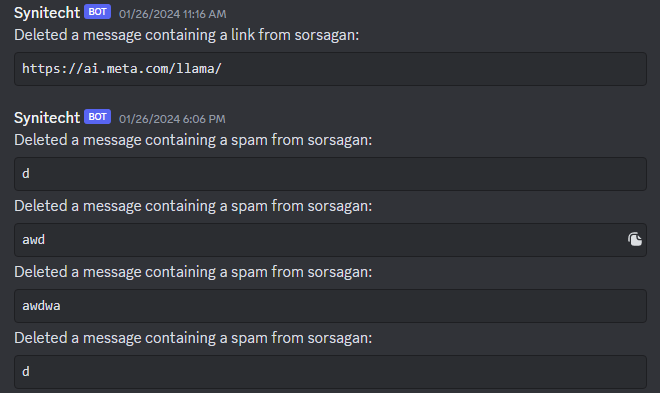 Synitecht BOT 01/26/2024 11:16 AM
Deleted a message containing a link from sorsagan:
https://ai.meta.com/llama/
Synitecht BOT 01/26/2024 6:06 PM
Deleted a message containing a spam from sorsagan:
d
Deleted a message containing a spam from sorsagan:
awd
Deleted a message containing a spam from sorsagan:
awdwa
Deleted a message containing a spam from sorsagan:
d